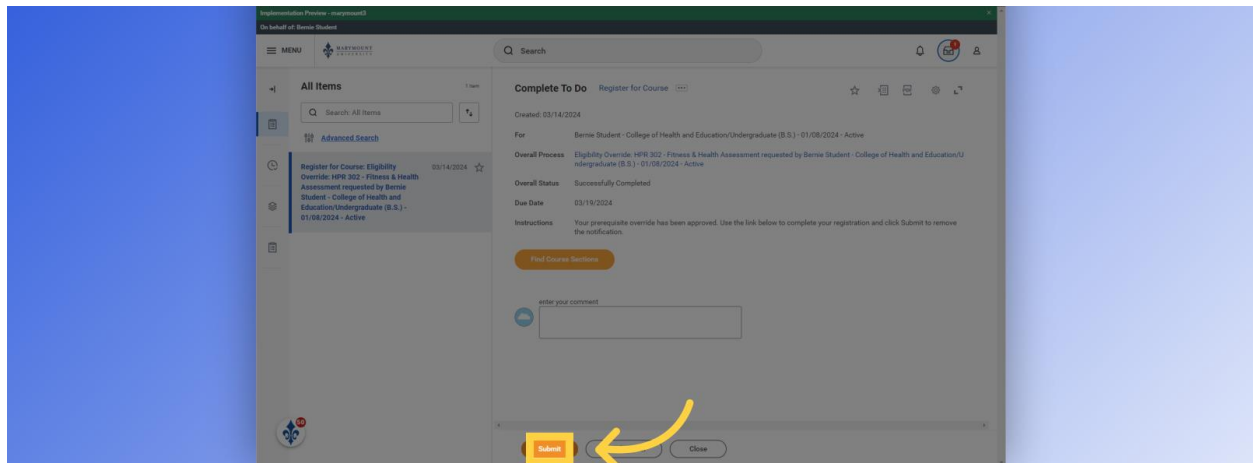 Implementation Preview - marymount3
On behalf of: Bernie Student
MENU
MARYMOUNT
UNIVERSITY
Search
1
All Items
1 item
Search: All Items
Advanced Search
Register for Course: Eligibility
Override: HPR 302 - Fitness & Health
Assessment requested by Bernie
Student - College of Health and
Education/Undergraduate (B.S.) -
01/08/2024 - Active
03/14/2024
Complete To Do Register for Course
Created: 03/14/2024
For Bernie Student - College of Health and Education/Undergraduate (B.S.) - 01/08/2024 - Active
Overall Process Eligibility Override: HPR 302 - Fitness & Health Assessment requested by Bernie Student - College of Health and Education/U
ndergraduate (B.S.) - 01/08/2024 - Active
Overall Status Successfully Completed
Due Date 03/19/2024
Instructions Your prerequisite override has been approved. Use the link below to complete your registration and click Submit to remove
the notification.
Find Course Sections
enter your comment
Submit
Close